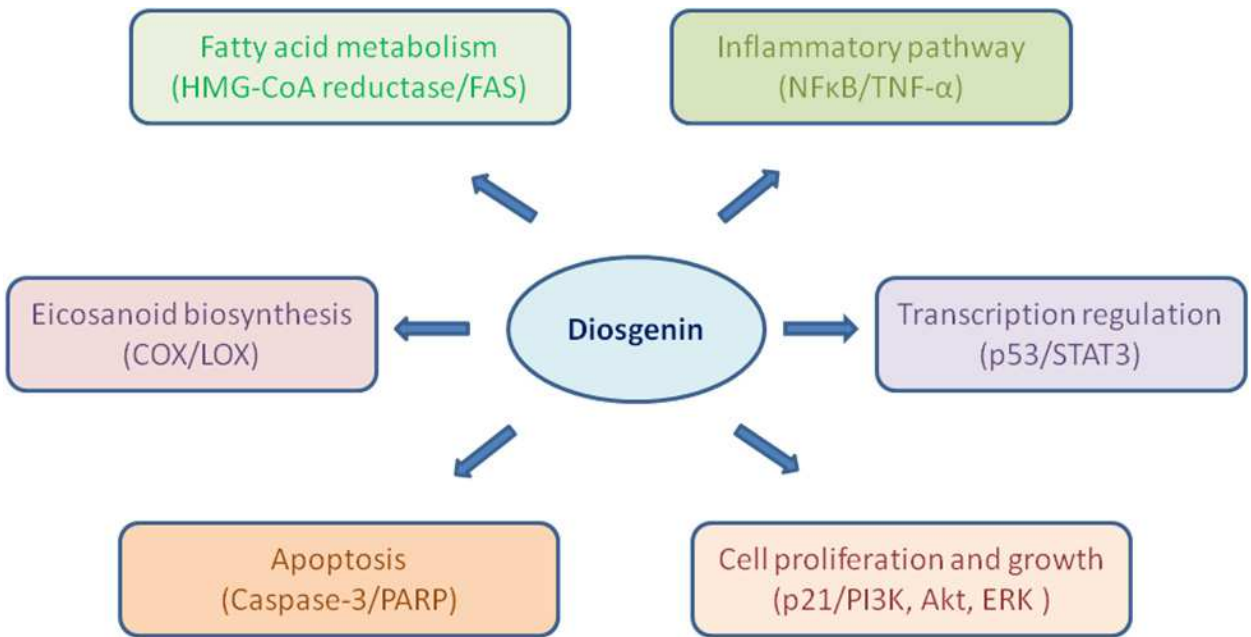 Fatty acid metabolism
(HMG-CoA reductase/FAS)
Inflammatory pathway
(NFκB/TNF-α)
Eicosanoid biosynthesis
(COX/LOX)
Diosgenin
Transcription regulation
(p53/STAT3)
Apoptosis
(Caspase-3/PARP)
Cell proliferation and growth
(p21/PI3K, Akt, ERK )